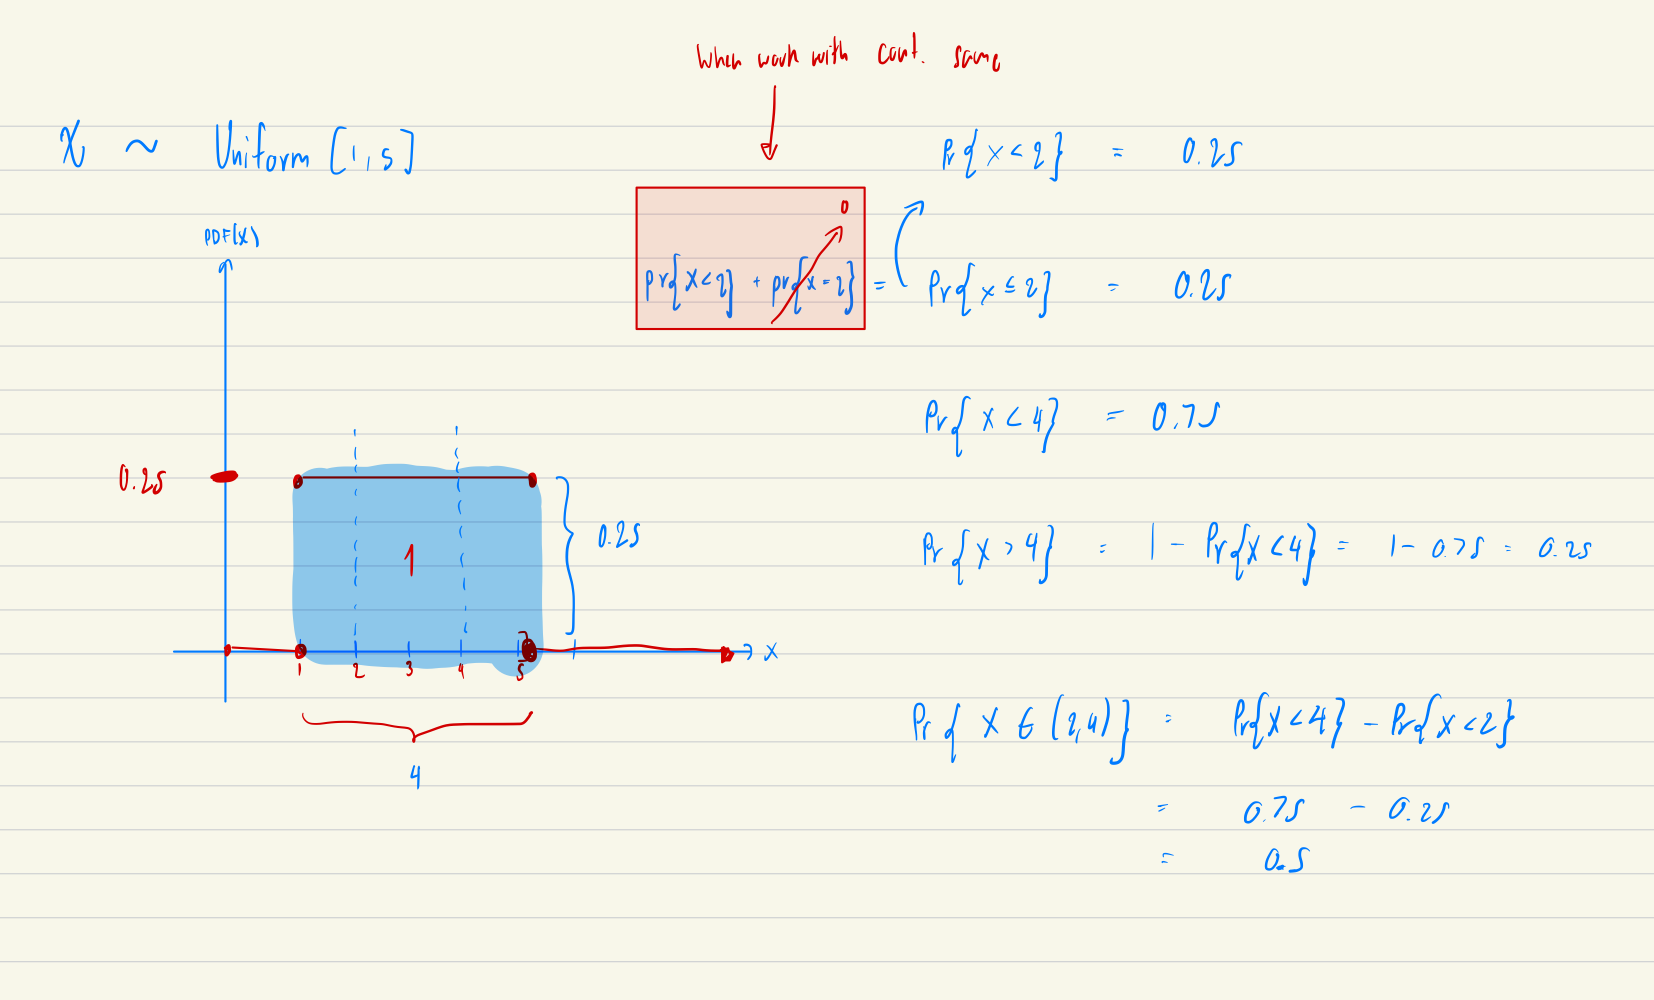 When work with cont. same
X ~ Uniform [1,5]
Pr{x<2} = 0.25
PDF(x)
0
pr{x<2} + pr{x=2} = Pr{x≤2} = 0.25
Pr{x<4} = 0.75
0.25
1
0.25
Pr{x>4} = 1 - Pr{x<4} = 1 - 0.75 = 0.25
1 2 3 4 5
x
4
Pr{x ∈ (2,4)} = Pr{x<4} - Pr{x<2}
= 0.75 - 0.25
= 0.5